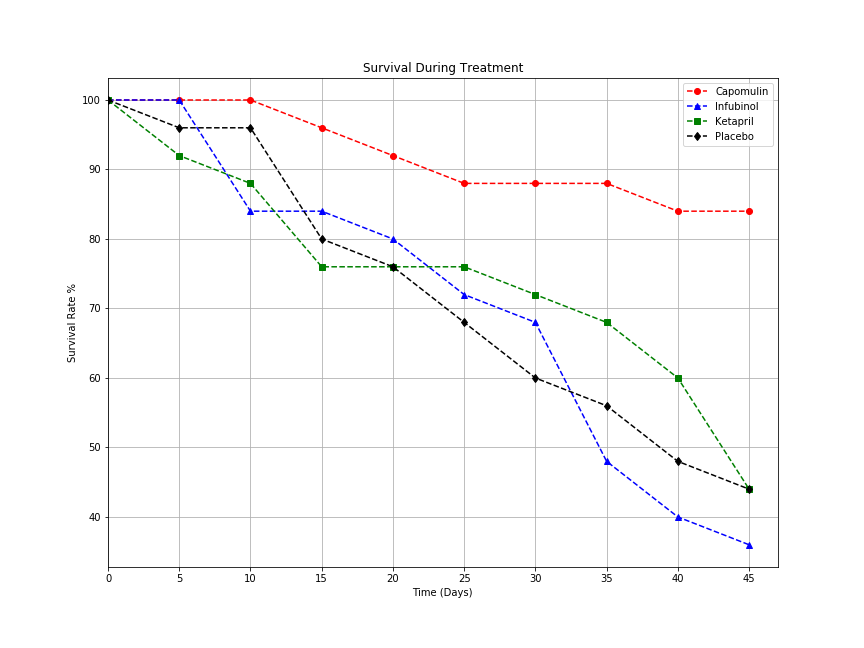 Survival During Treatment
Capomulin
Infubinol
Ketapril
Placebo
Survival Rate %
100
90
80
70
60
50
40
0 5 10 15 20 25 30 35 40 45
Time (Days)